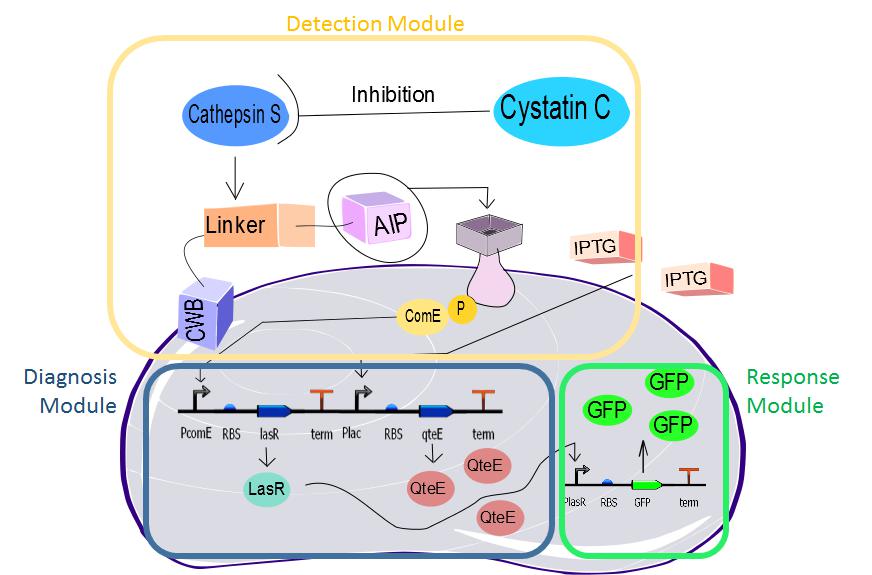 Detection Module
Cathepsin S
Inhibition
Cystatin C
Linker
AIP
IPTG
IPTG
CWB
ComE
P
Diagnosis
Module
Response
Module
PcomE RBS lasR term Plac RBS qteE term
LasR
QteE
QteE
QteE
GFP
GFP
GFP
PlasR RBS GFP term